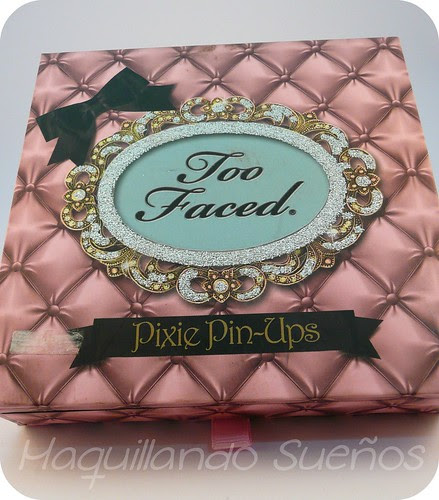 Too
Faced.
Pixie Pin-Ups
Maquillando Sueños